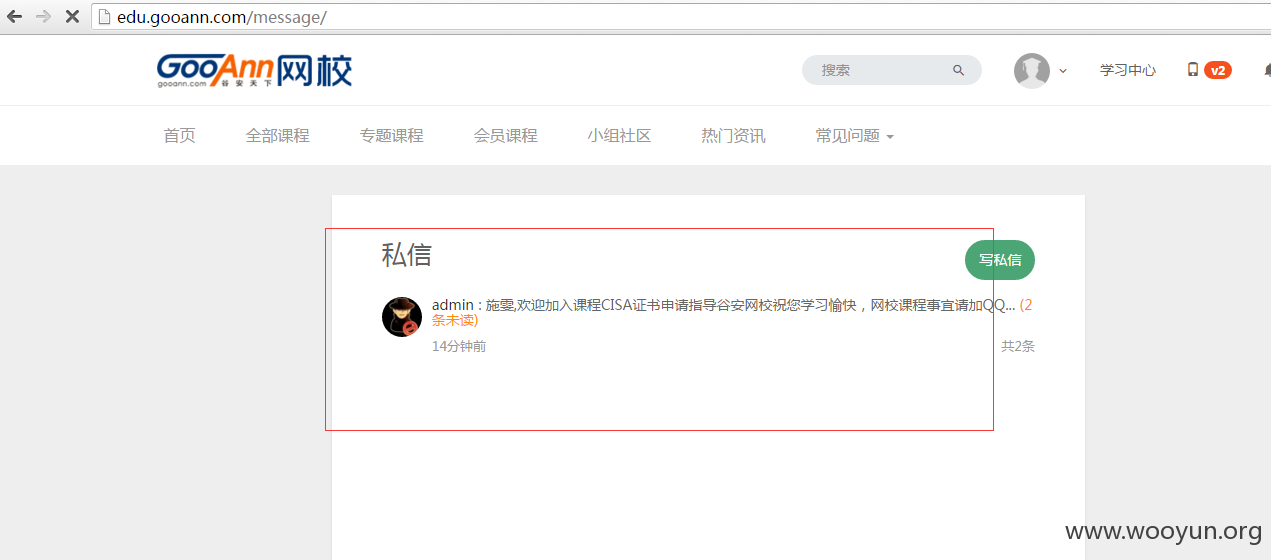 edu.gooann.com/message/
GooAnn网校
gooann.com 谷安天下
搜索
学习中心
v2
首页
全部课程
专题课程
会员课程
小组社区
热门资讯
常见问题
私信
写私信
admin : 施雯,欢迎加入课程CISA证书申请指导谷安网校祝您学习愉快，网校课程事宜请加QQ... (2
条未读)
14分钟前
共2条
www.wooyun.org